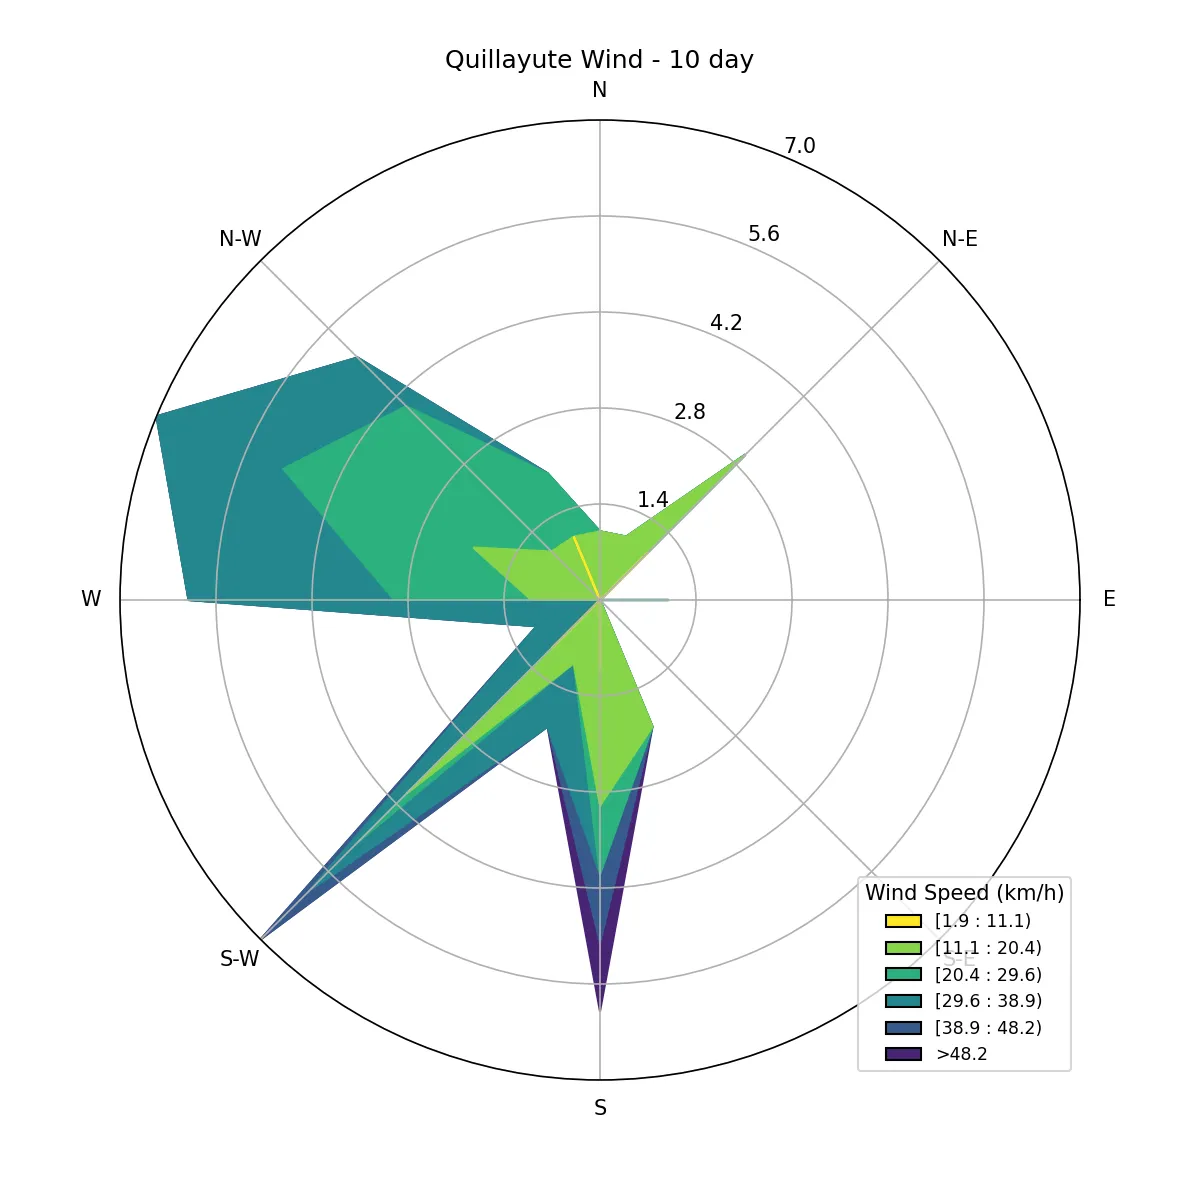 Quillayute Wind - 10 day
N
7.0
N-W
5.6
N-E
4.2
2.8
1.4
W
E
S-W
S-E
S
Wind Speed (km/h)
[1.9 : 11.1)
[11.1 : 20.4)
[20.4 : 29.6)
[29.6 : 38.9)
[38.9 : 48.2)
>48.2